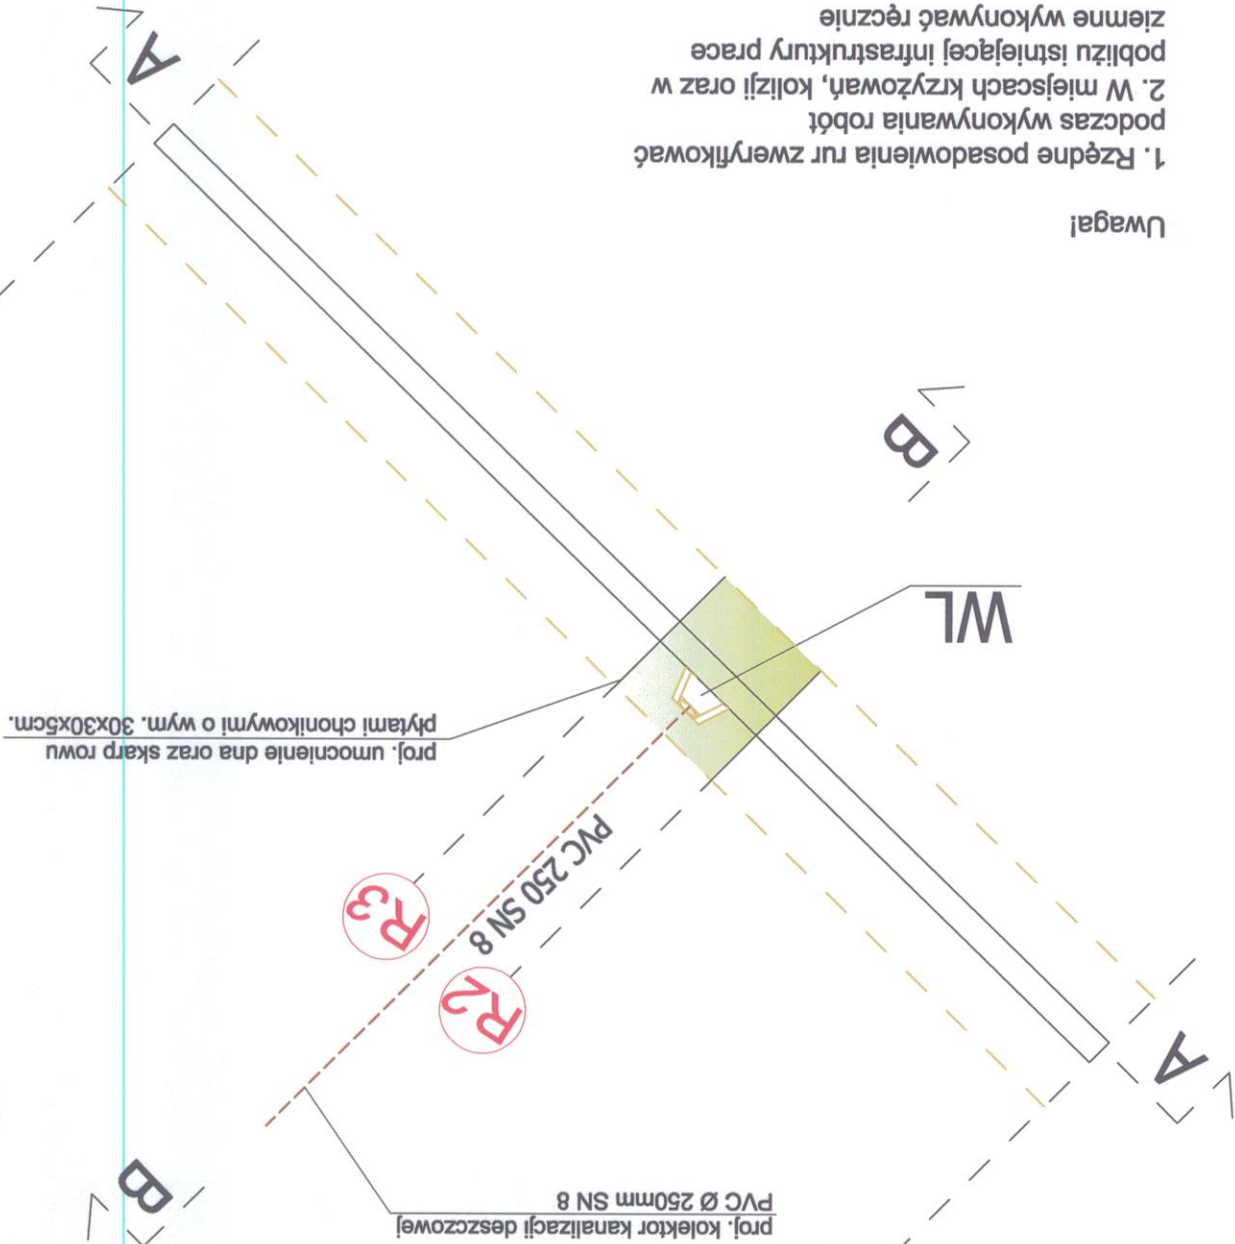 proj. kolektor kanalizacji deszczowej
PVC Ø 250mm SN 8
B
A
R2
R3
PVC 250 SN 8
proj. umocnienie dna oraz skarp rowu
płytami chonikowymi o wym. 30x30x5cm.
WL
B
A
Uwaga!
1. Rzędne posadowienia rur zweryfikować
podczas wykonywania robót
2. W miejscach krzyżowań, kolizji oraz w
pobliżu istniejącej infrastruktury prace
ziemne wykonywać ręcznie